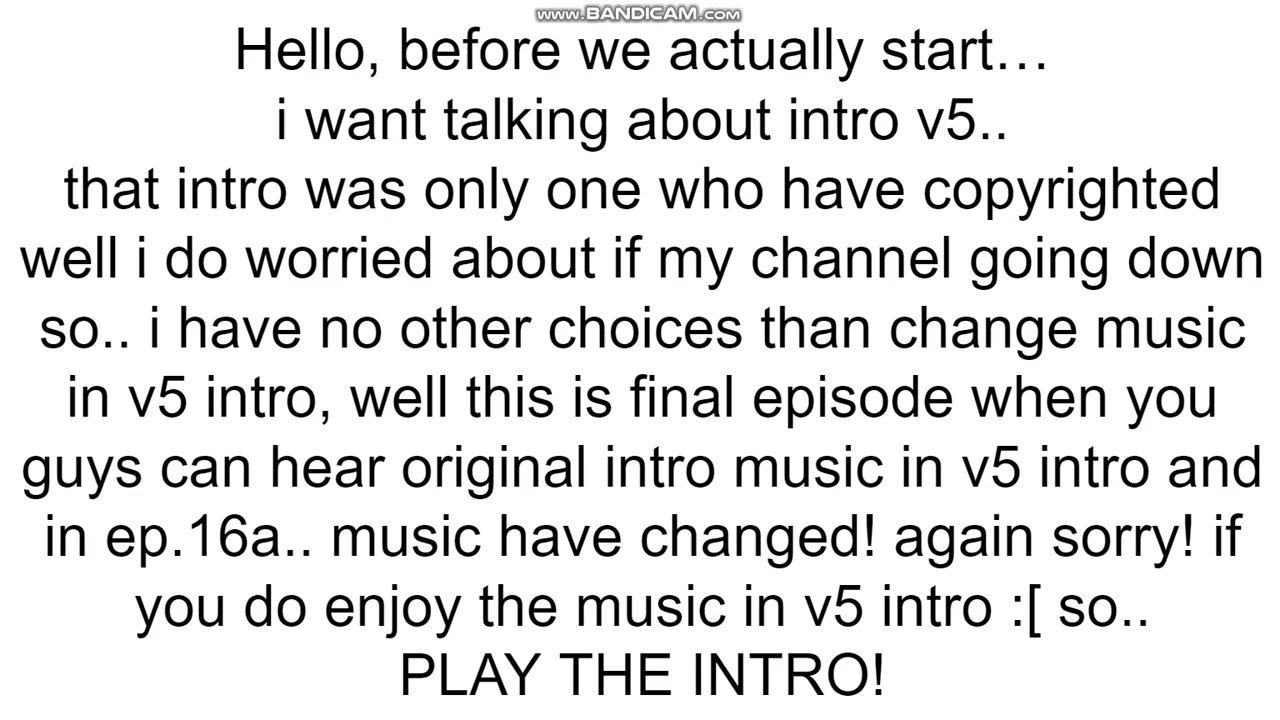 www.BANDICAM.com
Hello, before we actually start…
i want talking about intro v5..
that intro was only one who have copyrighted
well i do worried about if my channel going down
so.. i have no other choices than change music
in v5 intro, well this is final episode when you
guys can hear original intro music in v5 intro and
in ep.16a.. music have changed! again sorry! if
you do enjoy the music in v5 intro :[ so..
PLAY THE INTRO!